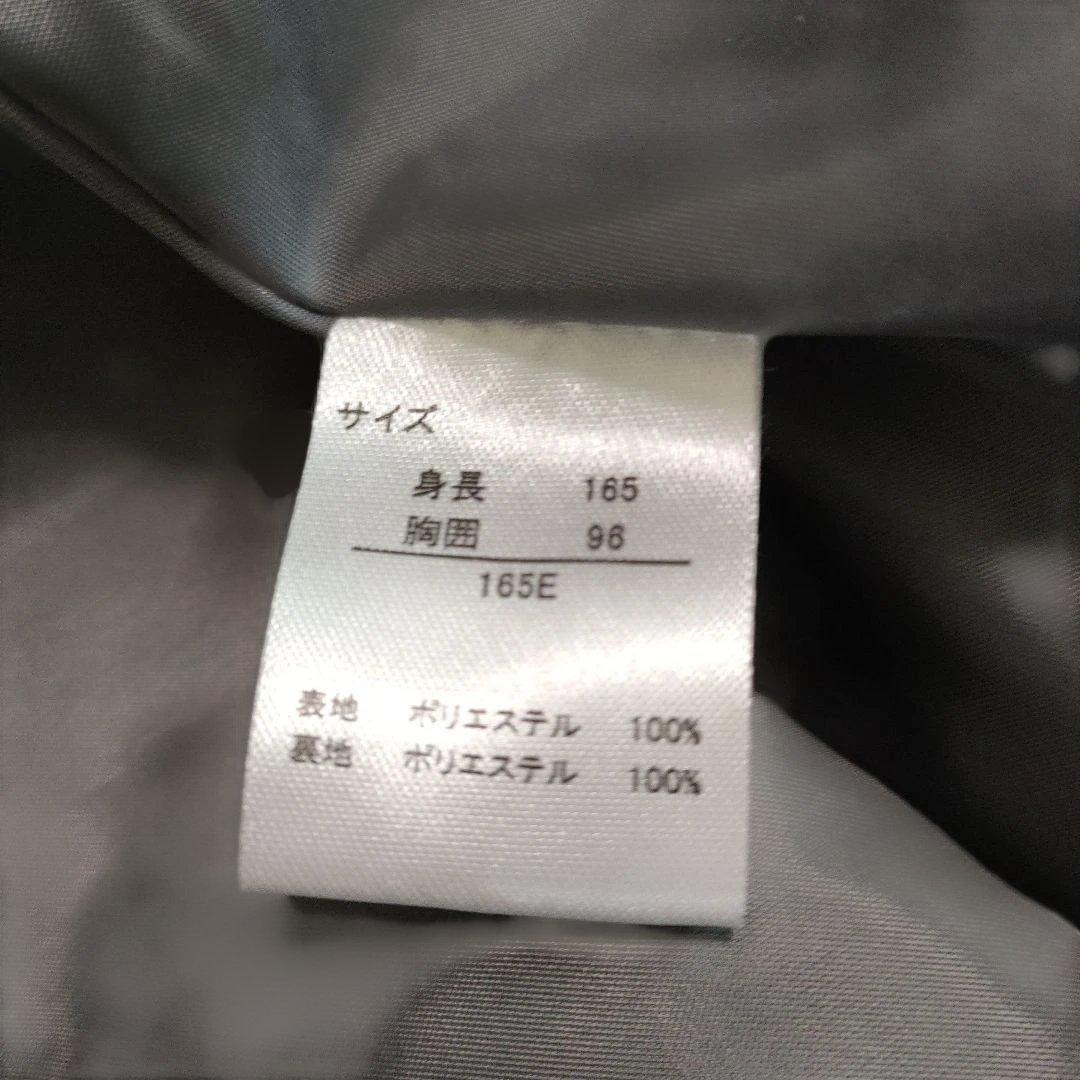 サイズ
身長 165
胸囲 96
165E
表地 ポリエステル 100%
裏地 ポリエステル 100%